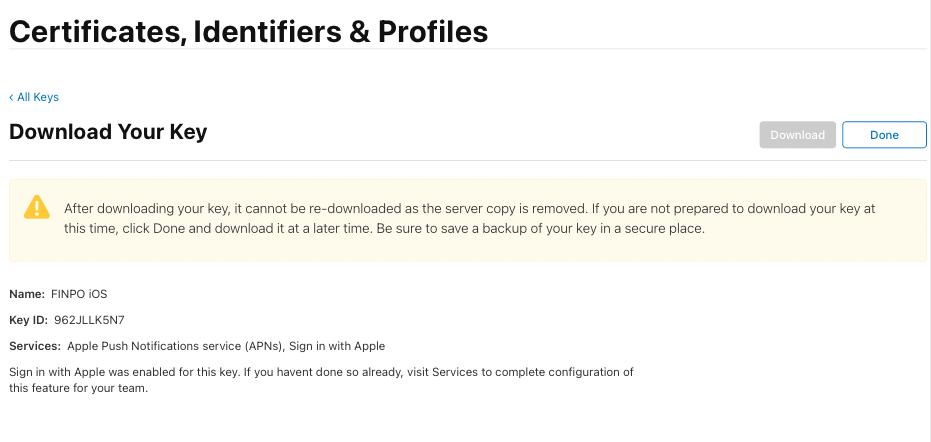 Certificates, Identifiers & Profiles
‹ All Keys
Download Your Key
Download
Done
After downloading your key, it cannot be re-downloaded as the server copy is removed. If you are not prepared to download your key at
this time, click Done and download it at a later time. Be sure to save a backup of your key in a secure place.
Name: FINPO iOS
Key ID: 962JLLK5N7
Services: Apple Push Notifications service (APNs), Sign in with Apple
Sign in with Apple was enabled for this key. If you havent done so already, visit Services to complete configuration of
this feature for your team.